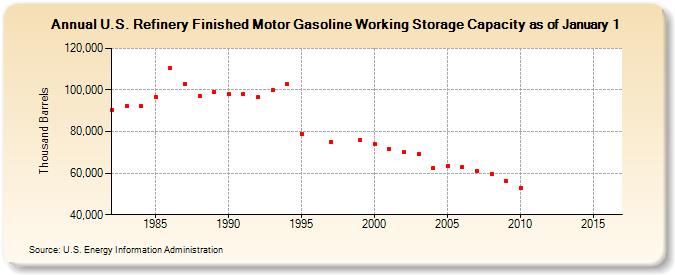 Annual U.S. Refinery Finished Motor Gasoline Working Storage Capacity as of January 1
Thousand Barrels
120,000
100,000
80,000
60,000
40,000
1985 1990 1995 2000 2005 2010 2015
Source: U.S. Energy Information Administration